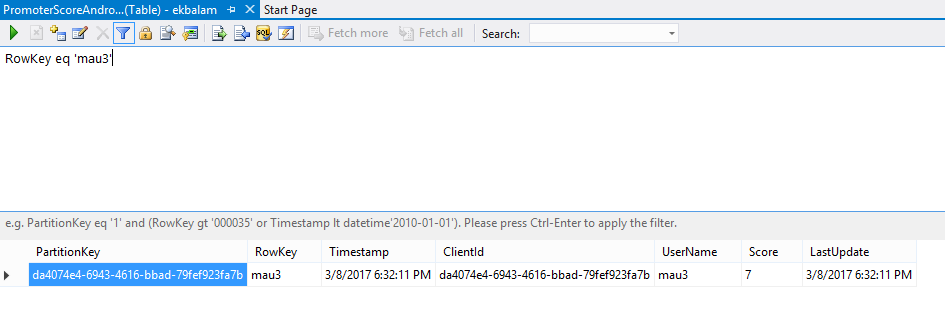 PromoterScoreAndro...(Table) - ekbalam Start Page
Fetch more Fetch all Search:
RowKey eq 'mau3'
e.g. PartitionKey eq '1' and (RowKey gt '000035' or Timestamp lt datetime'2010-01-01'). Please press Ctrl-Enter to apply the filter.
PartitionKey RowKey Timestamp ClientId UserName Score LastUpdate
da4074e4-6943-4616-bbad-79fef923fa7b mau3 3/8/2017 6:32:11 PM da4074e4-6943-4616-bbad-79fef923fa7b mau3 7 3/8/2017 6:32:11 PM